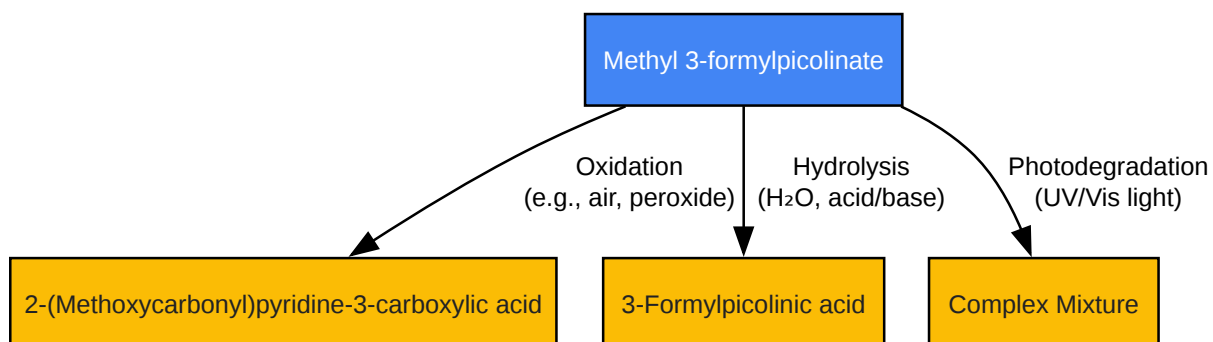 Methyl 3-formylpicolinate
Oxidation
(e.g., air, peroxide)
Hydrolysis
(H₂O, acid/base)
Photodegradation
(UV/Vis light)
2-(Methoxycarbonyl)pyridine-3-carboxylic acid
3-Formylpicolinic acid
Complex Mixture